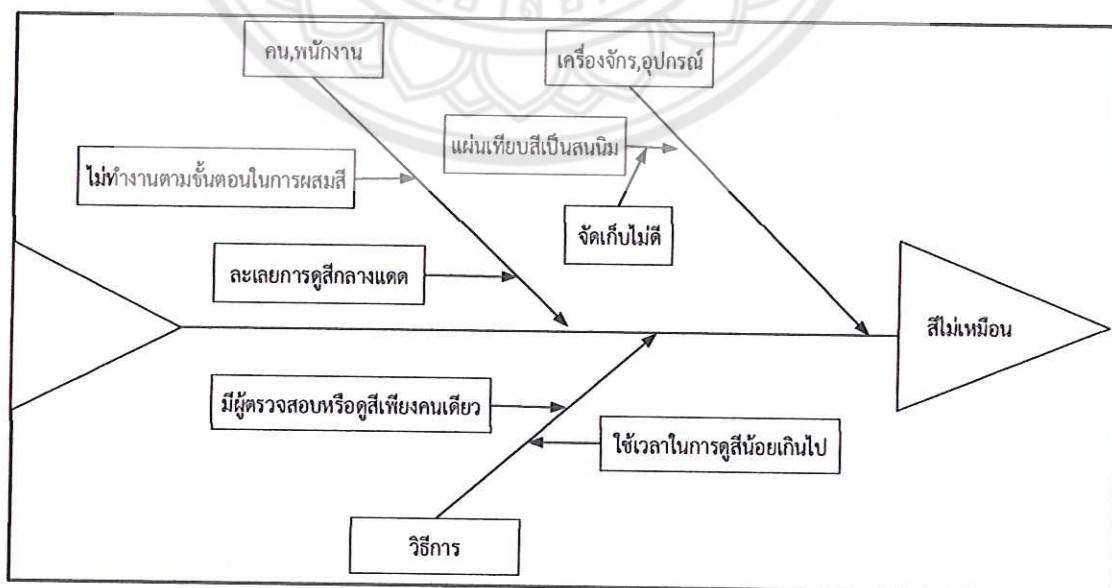 คน,พนักงาน
เครื่องจักร,อุปกรณ์
แผ่นเทียบสีเป็นสนนิม
ไม่ทำงานตามขั้นตอนในการผสมสี
จัดเก็บไม่ดี
ละเลยการดูสีกลางแดด
สีไม่เหมือน
มีผู้ตรวจสอบหรือดูสีเพียงคนเดียว
ใช้เวลาในการดูสีน้อยเกินไป
วิธีการ